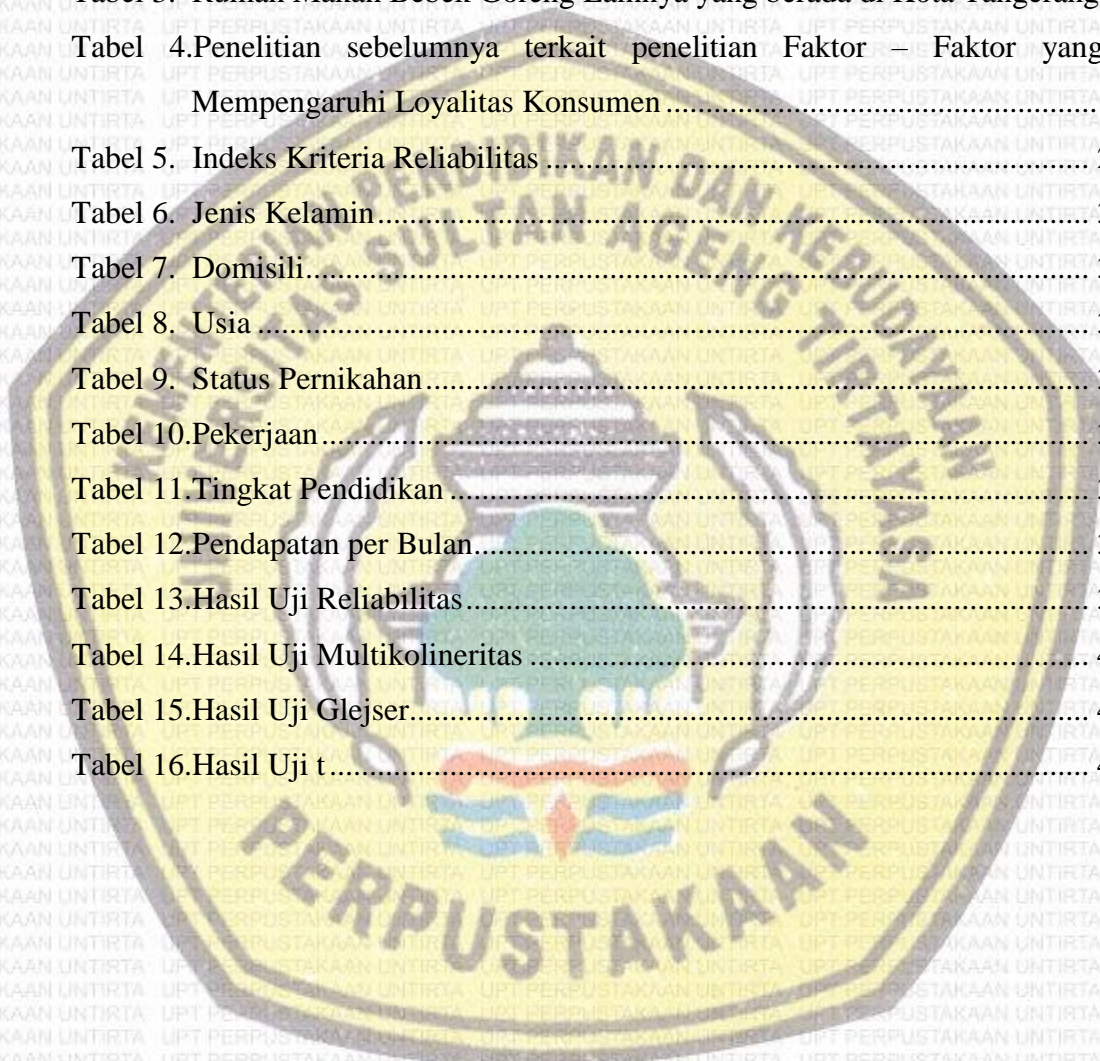 Tabel 3. Rumah Makan Bebek Goreng Lainnya yang berada di Kota Tangerang
Tabel 4.Penelitian sebelumnya terkait penelitian Faktor – Faktor yang
Mempengaruhi Loyalitas Konsumen
Tabel 5. Indeks Kriteria Reliabilitas
Tabel 6. Jenis Kelamin
Tabel 7. Domisili
Tabel 8. Usia
Tabel 9. Status Pernikahan
Tabel 10.Pekerjaan
Tabel 11.Tingkat Pendidikan
Tabel 12.Pendapatan per Bulan
Tabel 13.Hasil Uji Reliabilitas
Tabel 14.Hasil Uji Multikolineritas
Tabel 15.Hasil Uji Glejser
Tabel 16.Hasil Uji t
KEMENTERIAN PENDIDIKAN DAN KEBUDAYAAN
UNIVERSITAS SULTAN AGENG TIRTAYASA
PERPUSTAKAAN
UPT PERPUSTAKAAN UNTIRTA